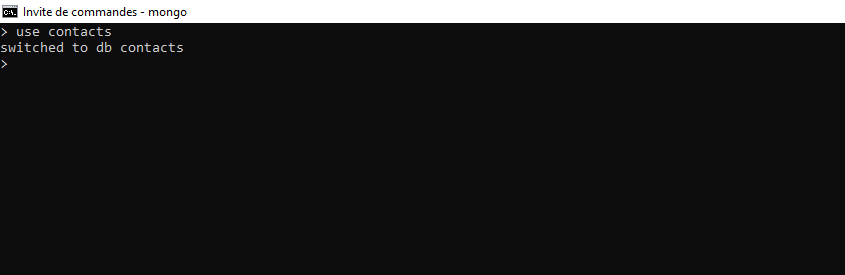 Invite de commandes - mongo
> use contacts
switched to db contacts
>